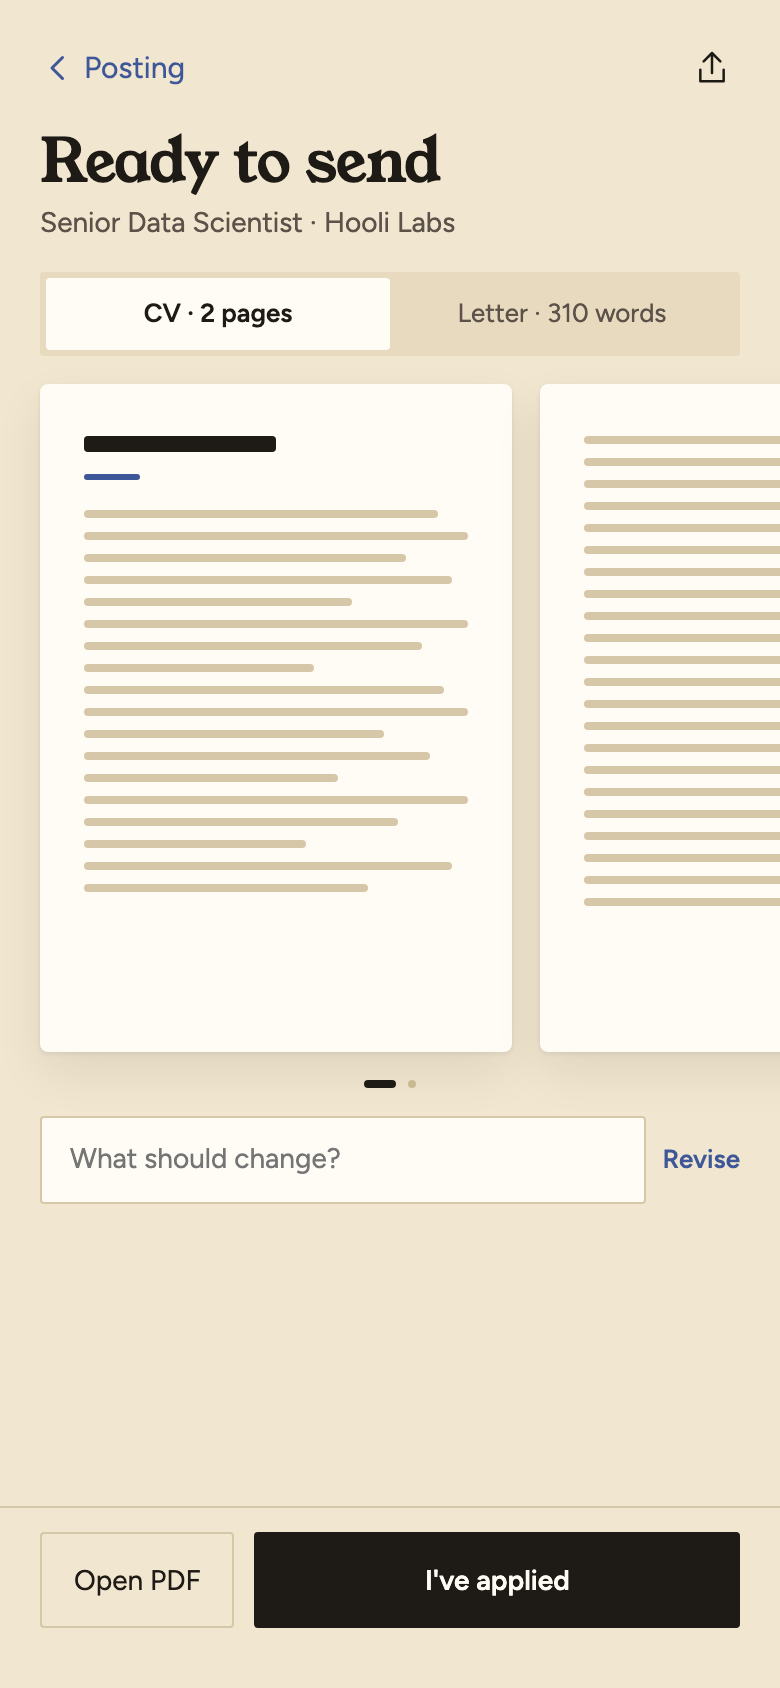 Posting
Ready to send
Senior Data Scientist · Hooli Labs
CV · 2 pages
Letter · 310 words
What should change?
Revise
Open PDF
I've applied